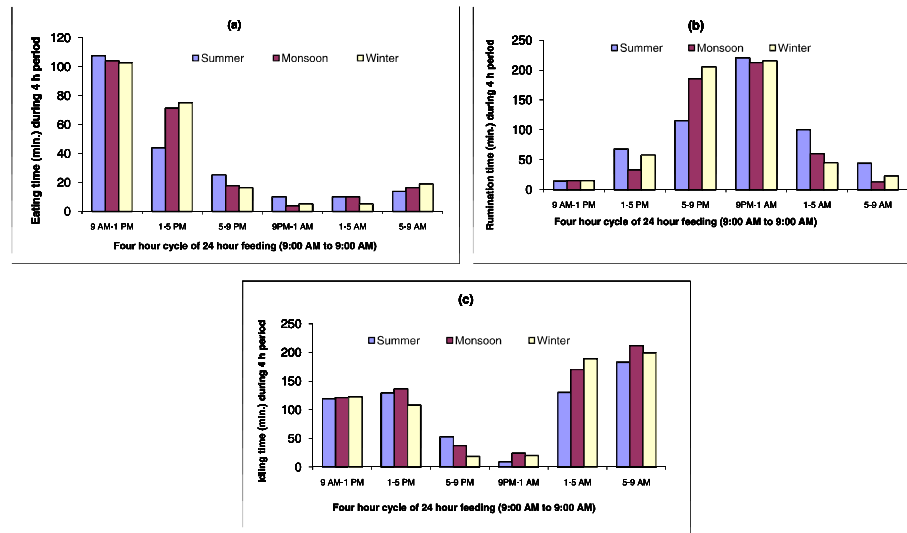 (a)
Eating time (min.) during 4 h period
120
100
80
60
40
20
0
Summer Monsoon Winter
9 AM-1 PM 1-5 PM 5-9 PM 9PM-1 AM 1-5 AM 5-9 AM
Four hour cycle of 24 hour feeding (9:00 AM to 9:00 AM)
(b)
Rumination time (min.) during 4 h period
250
200
150
100
50
0
Summer Monsoon Winter
9 AM-1 PM 1-5 PM 5-9 PM 9PM-1 AM 1-5 AM 5-9 AM
Four hour cycle of 24 hour feeding (9:00 AM to 9:00 AM)
(c)
Idling time (min.) during 4 h period
250
200
150
100
50
0
Summer Monsoon Winter
9 AM-1 PM 1-5 PM 5-9 PM 9PM-1 AM 1-5 AM 5-9 AM
Four hour cycle of 24 hour feeding (9:00 AM to 9:00 AM)